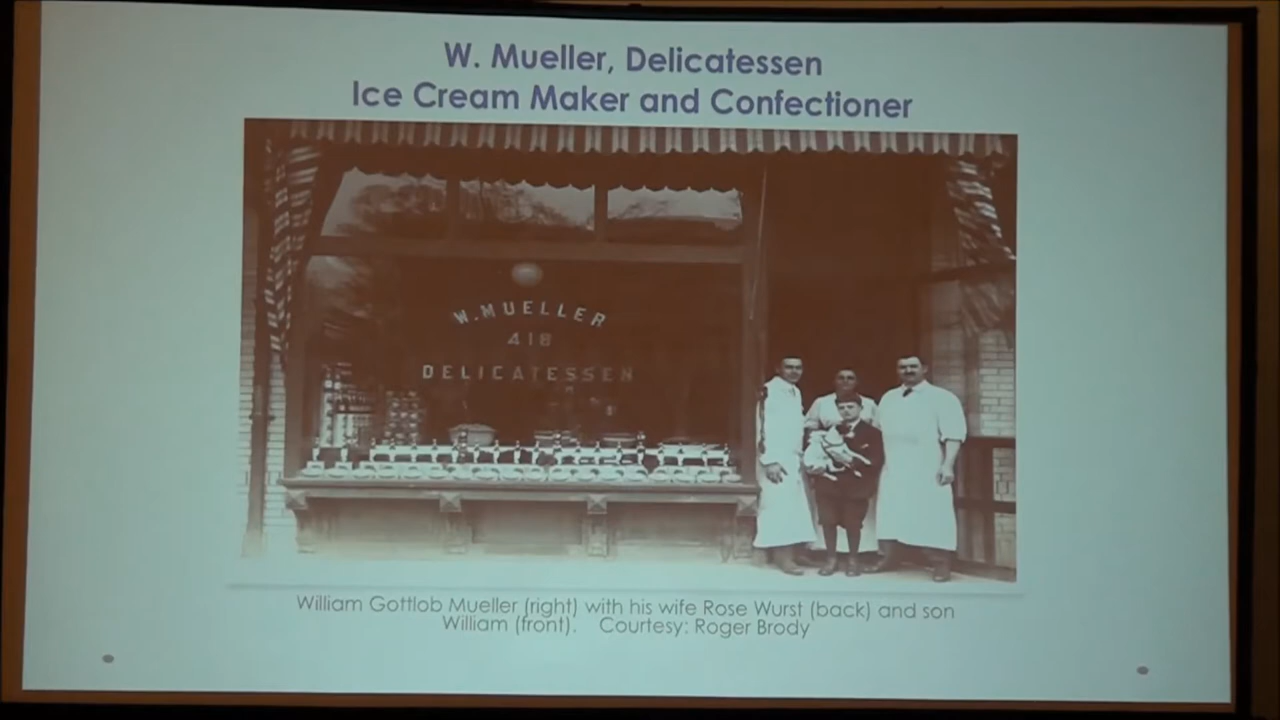 W. Mueller, Delicatessen
Ice Cream Maker and Confectioner
W. MUELLER
418
DELICATESSEN
William Gottlob Mueller (right) with his wife Rose Wurst (back) and son
William (front). Courtesy: Roger Brody